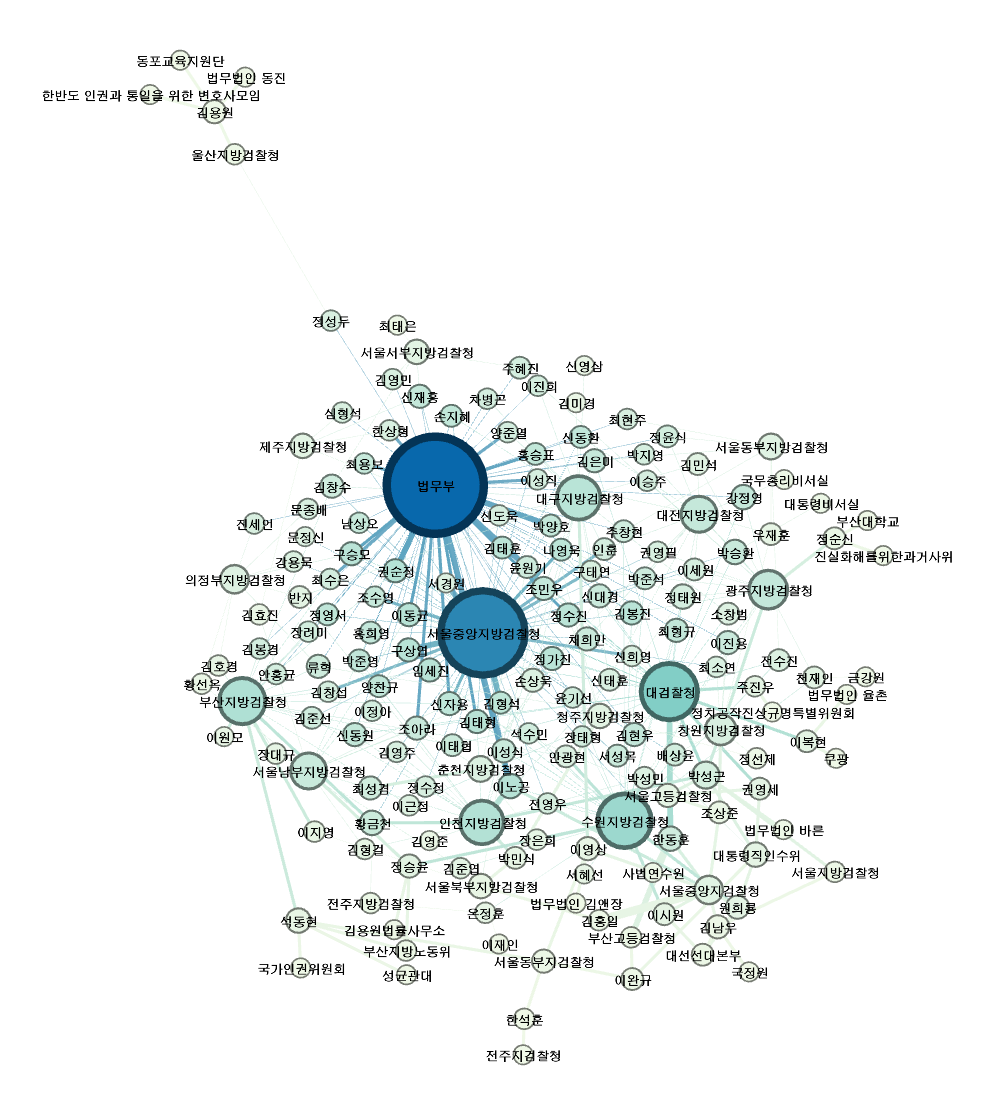 동포교육지원단
법무법인 동진
한반도 인권과 통일을 위한 변호사모임
김용원
울산지방검찰청
정성두
최태은
서울서부지방검찰청
주혜진
신영삼
김영민
이진희
신재홍
차병곤
김미경
심형석
손지혜
최현주
한상형
양준열
신동환
정윤식
제주지방검찰청
서울동부지방검찰청
홍승표
박지영
최용보
김은미
김민석
이성직
이승주
국무총리비서실
법무부
김창수
대구지방검찰청
강정영
대통령비서실
문종배
신도욱
대전지방검찰청
부산대학교
전세언
남상오
박양호
추창현
우재훈
정순신
문정신
김태훈
나영욱
인훈
권영필
박승환
진실화해를위한과거사위
구승모
강용묵
윤원기
의정부지방검찰청
최수은
권순정
서경원
구태연
박준석
이세원
광주지방검찰청
반지
조수명
조민우
신대경
정태원
김효진
정영서
이동균
정수진
김봉진
소창범
정려미
홍희영
서울중앙지방검찰청
채희만
최형규
김봉경
구상엽
이진용
김호경
안홍균
류혁
박준영
임세진
정가진
신희영
최소연
전수진
황선옥
김창섭
양찬규
손상욱
신태훈
대검찰청
주진우
천재인
금강원
부산지방검찰청
신자용
김형석
윤기선
법무법인 율촌
김준선
이정아
김태형
청주지방검찰청
정치공작진상규명특별위원회
이원모
신동원
조아라
석수민
장태형
김현우
창원지방검찰청
이복현
장대규
김영주
이태협
이성식
안광현
서성목
배상윤
정선제
무광
서울남부지방검찰청
춘천지방검찰청
박성민
박성근
최성겸
정수정
이노공
서울고등검찰청
권영세
이근정
전영우
조상준
이지명
황금천
인천지방검찰청
수원지방검찰청
법무법인 바른
김형걸
김영준
장은희
이영상
한동훈
대통령직인수위
정승윤
김준엽
박민식
서혜선
사법연수원
서울지방검찰청
서울북부지방검찰청
서울중앙지검찰청
전주지방검찰청
온정훈
법무법인 김앤장
이시원
원희룡
석동현
김용원법률사무소
김홍일
김남우
이재인
부산고등검찰청
부산지방노동위
대선선대본부
국가인권위원회
성균관대
서울동부지검찰청
이완규
국정원
한석훈
전주지검찰청